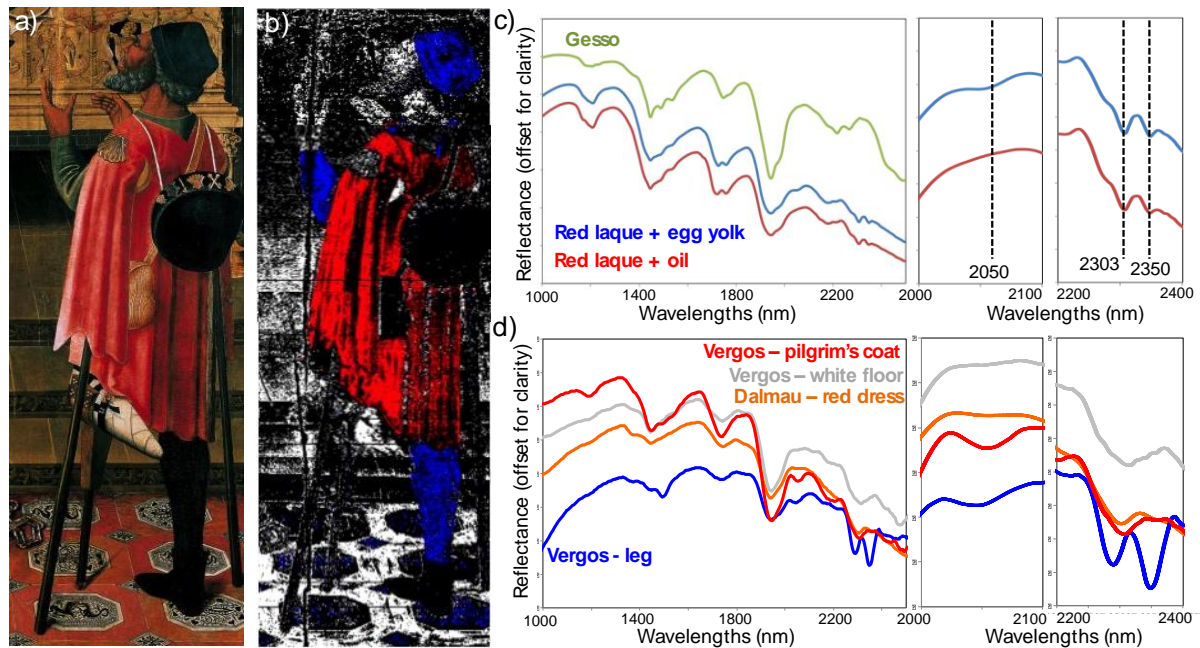 a)
b)
c)
Reflectance (offset for clarity)
Gesso
Red laque + egg yolk
Red laque + oil
1000 1400 1800 2200 2000 2100 2200 2400
2050
2303 2350
Wavelengths (nm) Wavelengths (nm) Wavelengths (nm)
d)
Reflectance (offset for clarity)
Vergos – pilgrim's coat
Vergos – white floor
Dalmau – red dress
Vergos - leg
1000 1400 1800 2200 2000 2100 2200 2400
Wavelengths (nm) Wavelengths (nm) Wavelengths (nm)